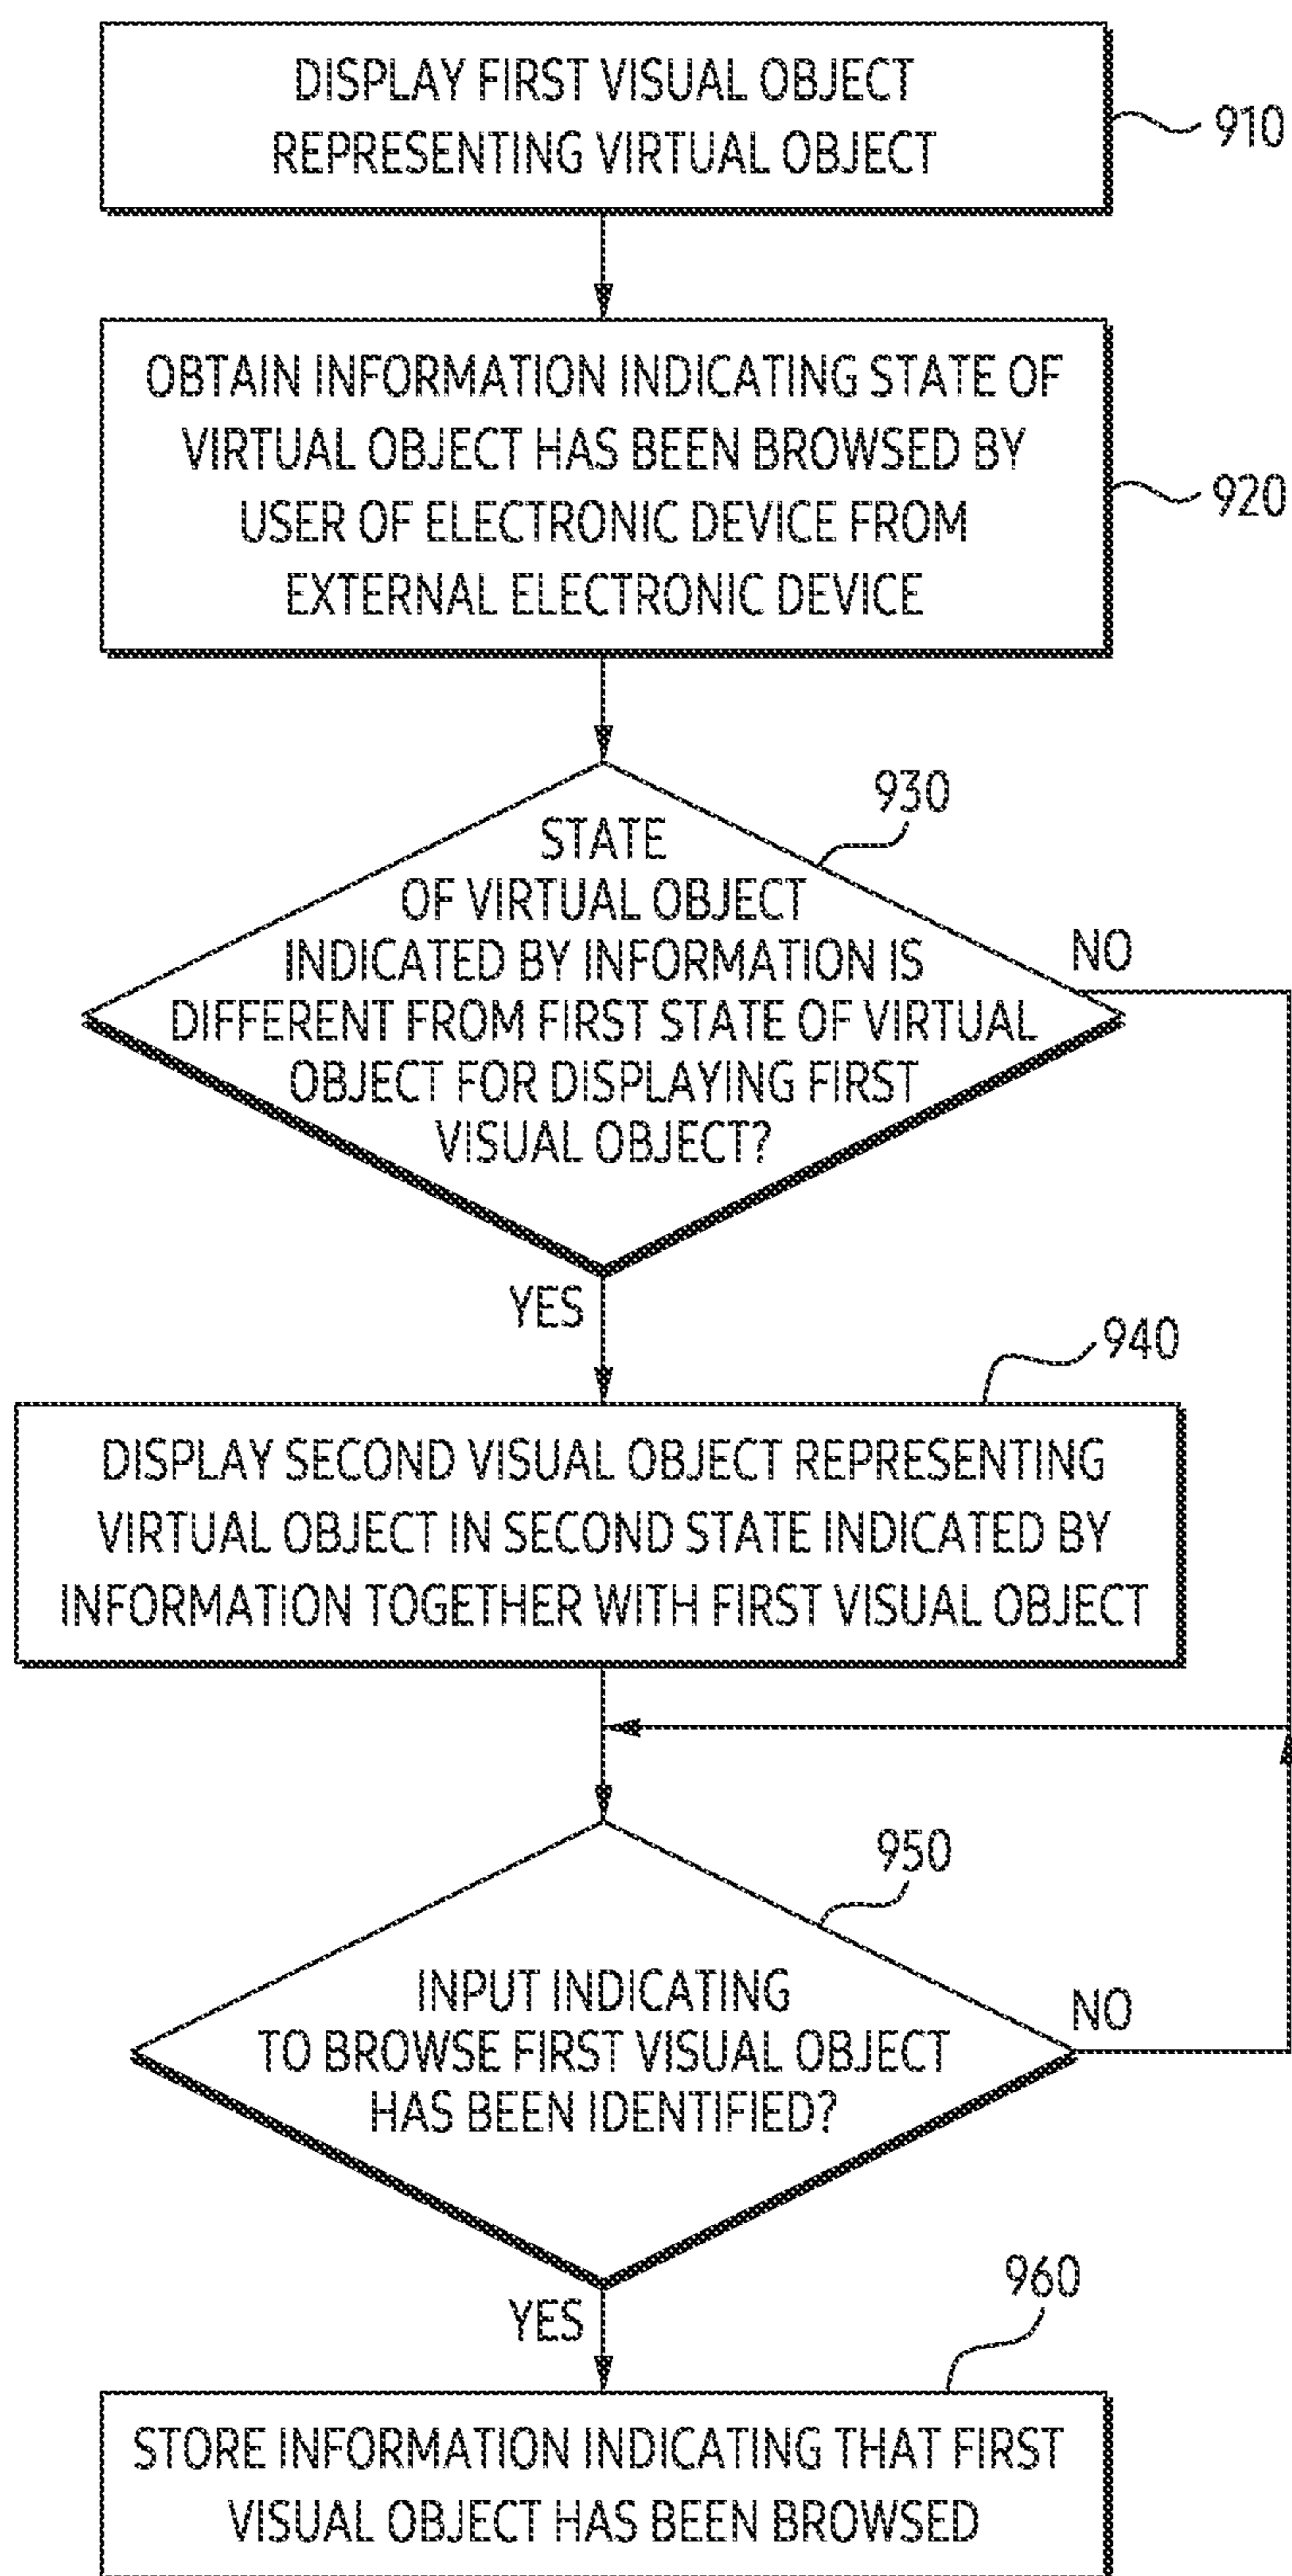 DISPLAY FIRST VISUAL OBJECT
REPRESENTING VIRTUAL OBJECT
910
OBTAIN INFORMATION INDICATING STATE OF
VIRTUAL OBJECT HAS BEEN BROWSED BY
USER OF ELECTRONIC DEVICE FROM
EXTERNAL ELECTRONIC DEVICE
920
930
STATE
OF VIRTUAL OBJECT
INDICATED BY INFORMATION IS
DIFFERENT FROM FIRST STATE OF VIRTUAL
OBJECT FOR DISPLAYING FIRST
VISUAL OBJECT?
NO
YES
940
DISPLAY SECOND VISUAL OBJECT REPRESENTING
VIRTUAL OBJECT IN SECOND STATE INDICATED BY
INFORMATION TOGETHER WITH FIRST VISUAL OBJECT
950
INPUT INDICATING
TO BROWSE FIRST VISUAL OBJECT
HAS BEEN IDENTIFIED?
NO
YES
960
STORE INFORMATION INDICATING THAT FIRST
VISUAL OBJECT HAS BEEN BROWSED